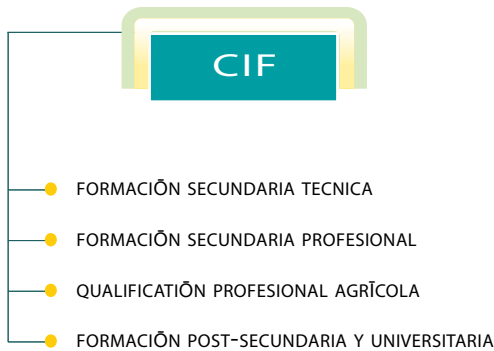 CIF
FORMACIŌN SECUNDARIA TECNICA
FORMACIŌN SECUNDARIA PROFESIONAL
QUALIFICATIŌN PROFESIONAL AGRĪCOLA
FORMACIŌN POST-SECUNDARIA Y UNIVERSITARIA